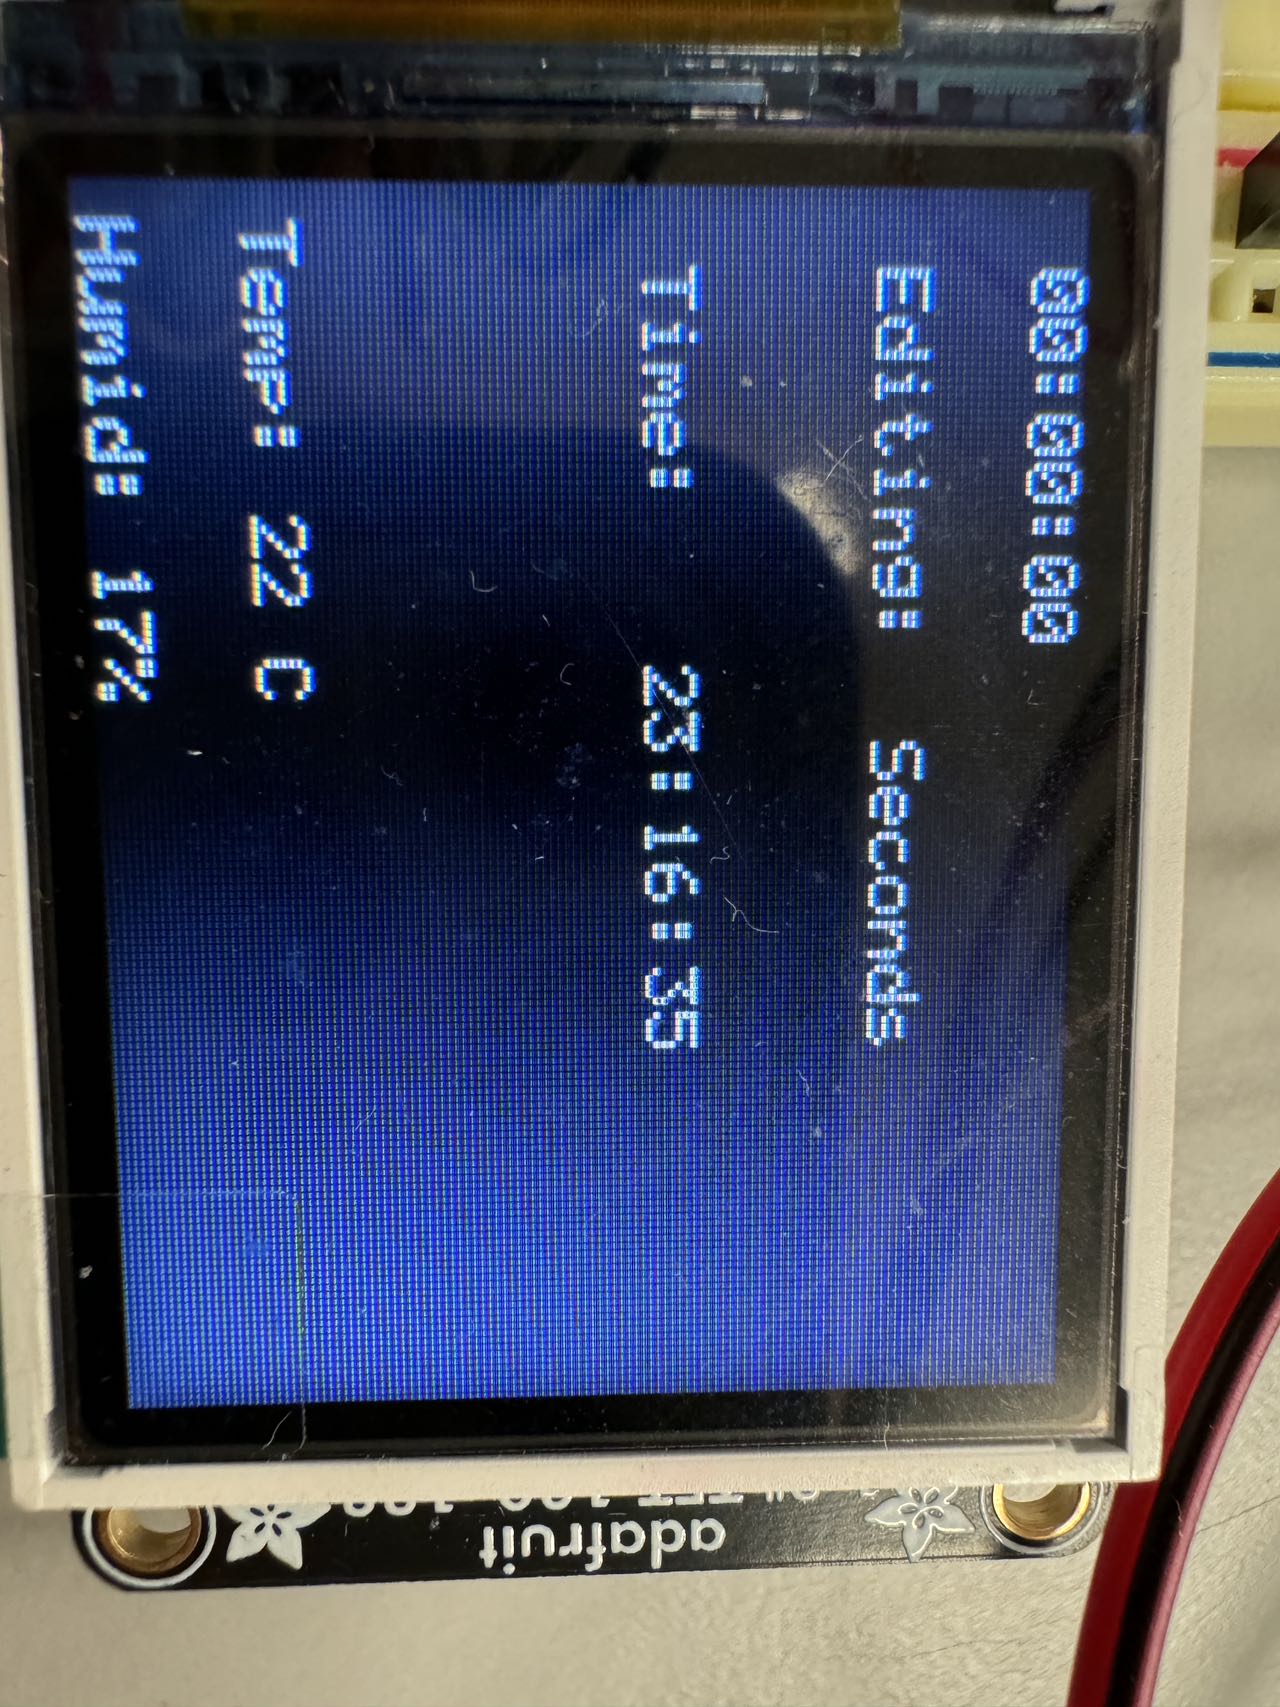 00:00:00
Editing: Seconds
Time: 23:16:35
Temp: 22 C
Humid: 17%
adafruit